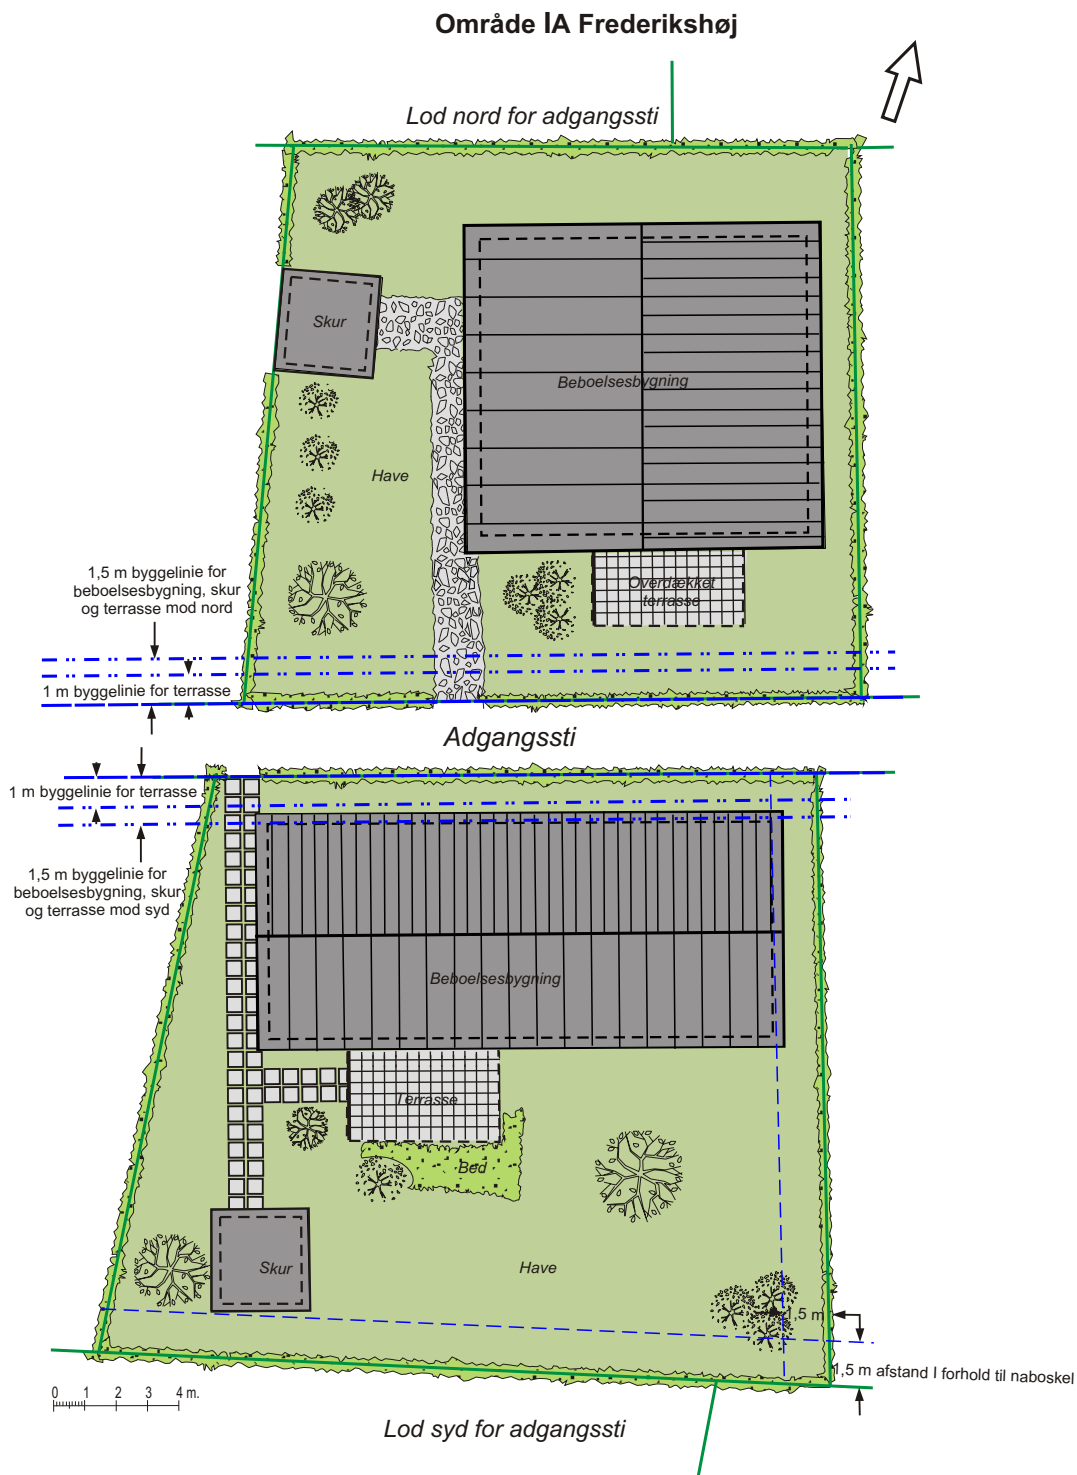 Område IA Frederikshøj
Lod nord for adgangssti
Skur
Beboelsesbygning
Have
Overdækket
terrasse
1,5 m byggelinie for
beboelsesbygning, skur
og terrasse mod nord
1 m byggelinie for terrasse
Adgangssti
1 m byggelinie for terrasse
1,5 m byggelinie for
beboelsesbygning, skur
og terrasse mod syd
Beboelsesbygning
Terrasse
Bed
Skur
Have
1,5 m
1,5 m afstand I forhold til naboskel
0 1 2 3 4 m.
Lod syd for adgangssti